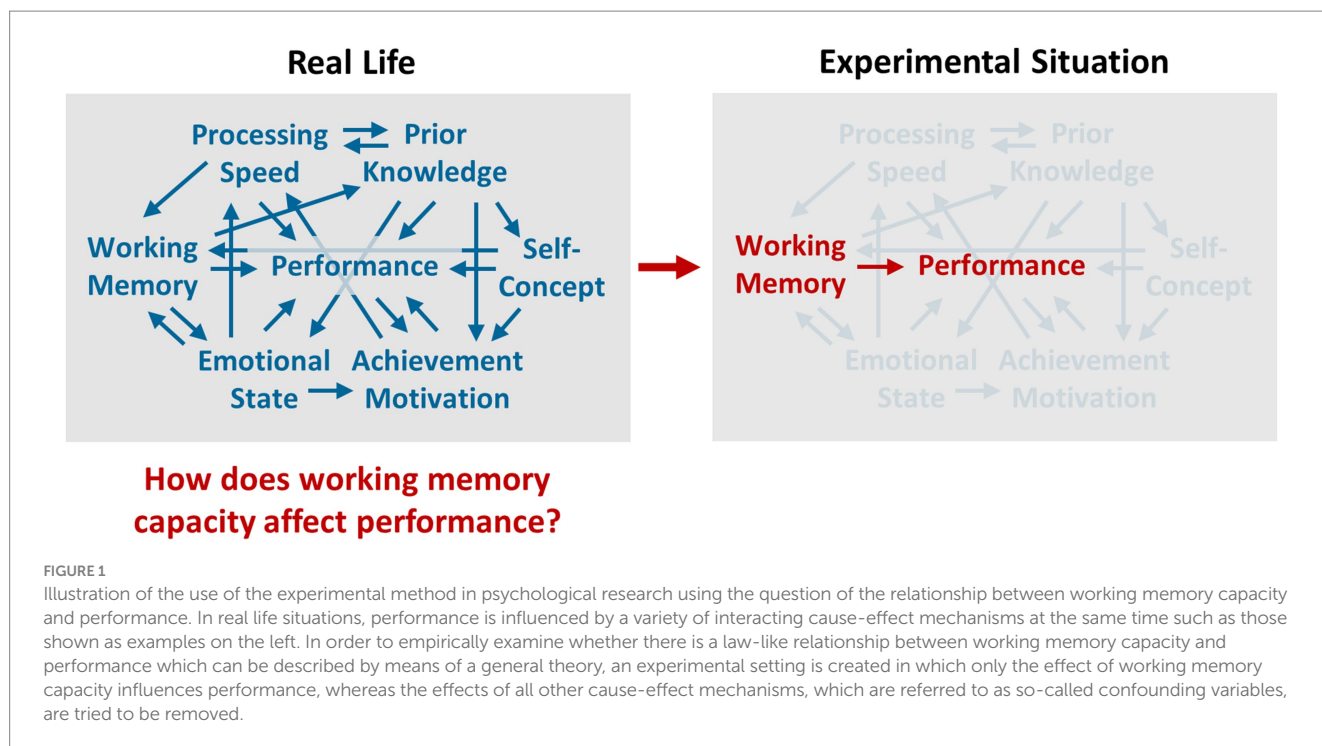 Real Life
Experimental Situation
Processing
Speed
Prior
Knowledge
Working
Memory
Performance
Self-
Concept
Emotional
State
Achievement
Motivation
Processing
Speed
Prior
Knowledge
Working
Memory
Performance
Self-
Concept
Emotional
State
Achievement
Motivation
How does working memory
capacity affect performance?
FIGURE 1
Illustration of the use of the experimental method in psychological research using the question of the relationship between working memory capacity
and performance. In real life situations, performance is influenced by a variety of interacting cause-effect mechanisms at the same time such as those
shown as examples on the left. In order to empirically examine whether there is a law-like relationship between working memory capacity and
performance which can be described by means of a general theory, an experimental setting is created in which only the effect of working memory
capacity influences performance, whereas the effects of all other cause-effect mechanisms, which are referred to as so-called confounding variables,
are tried to be removed.